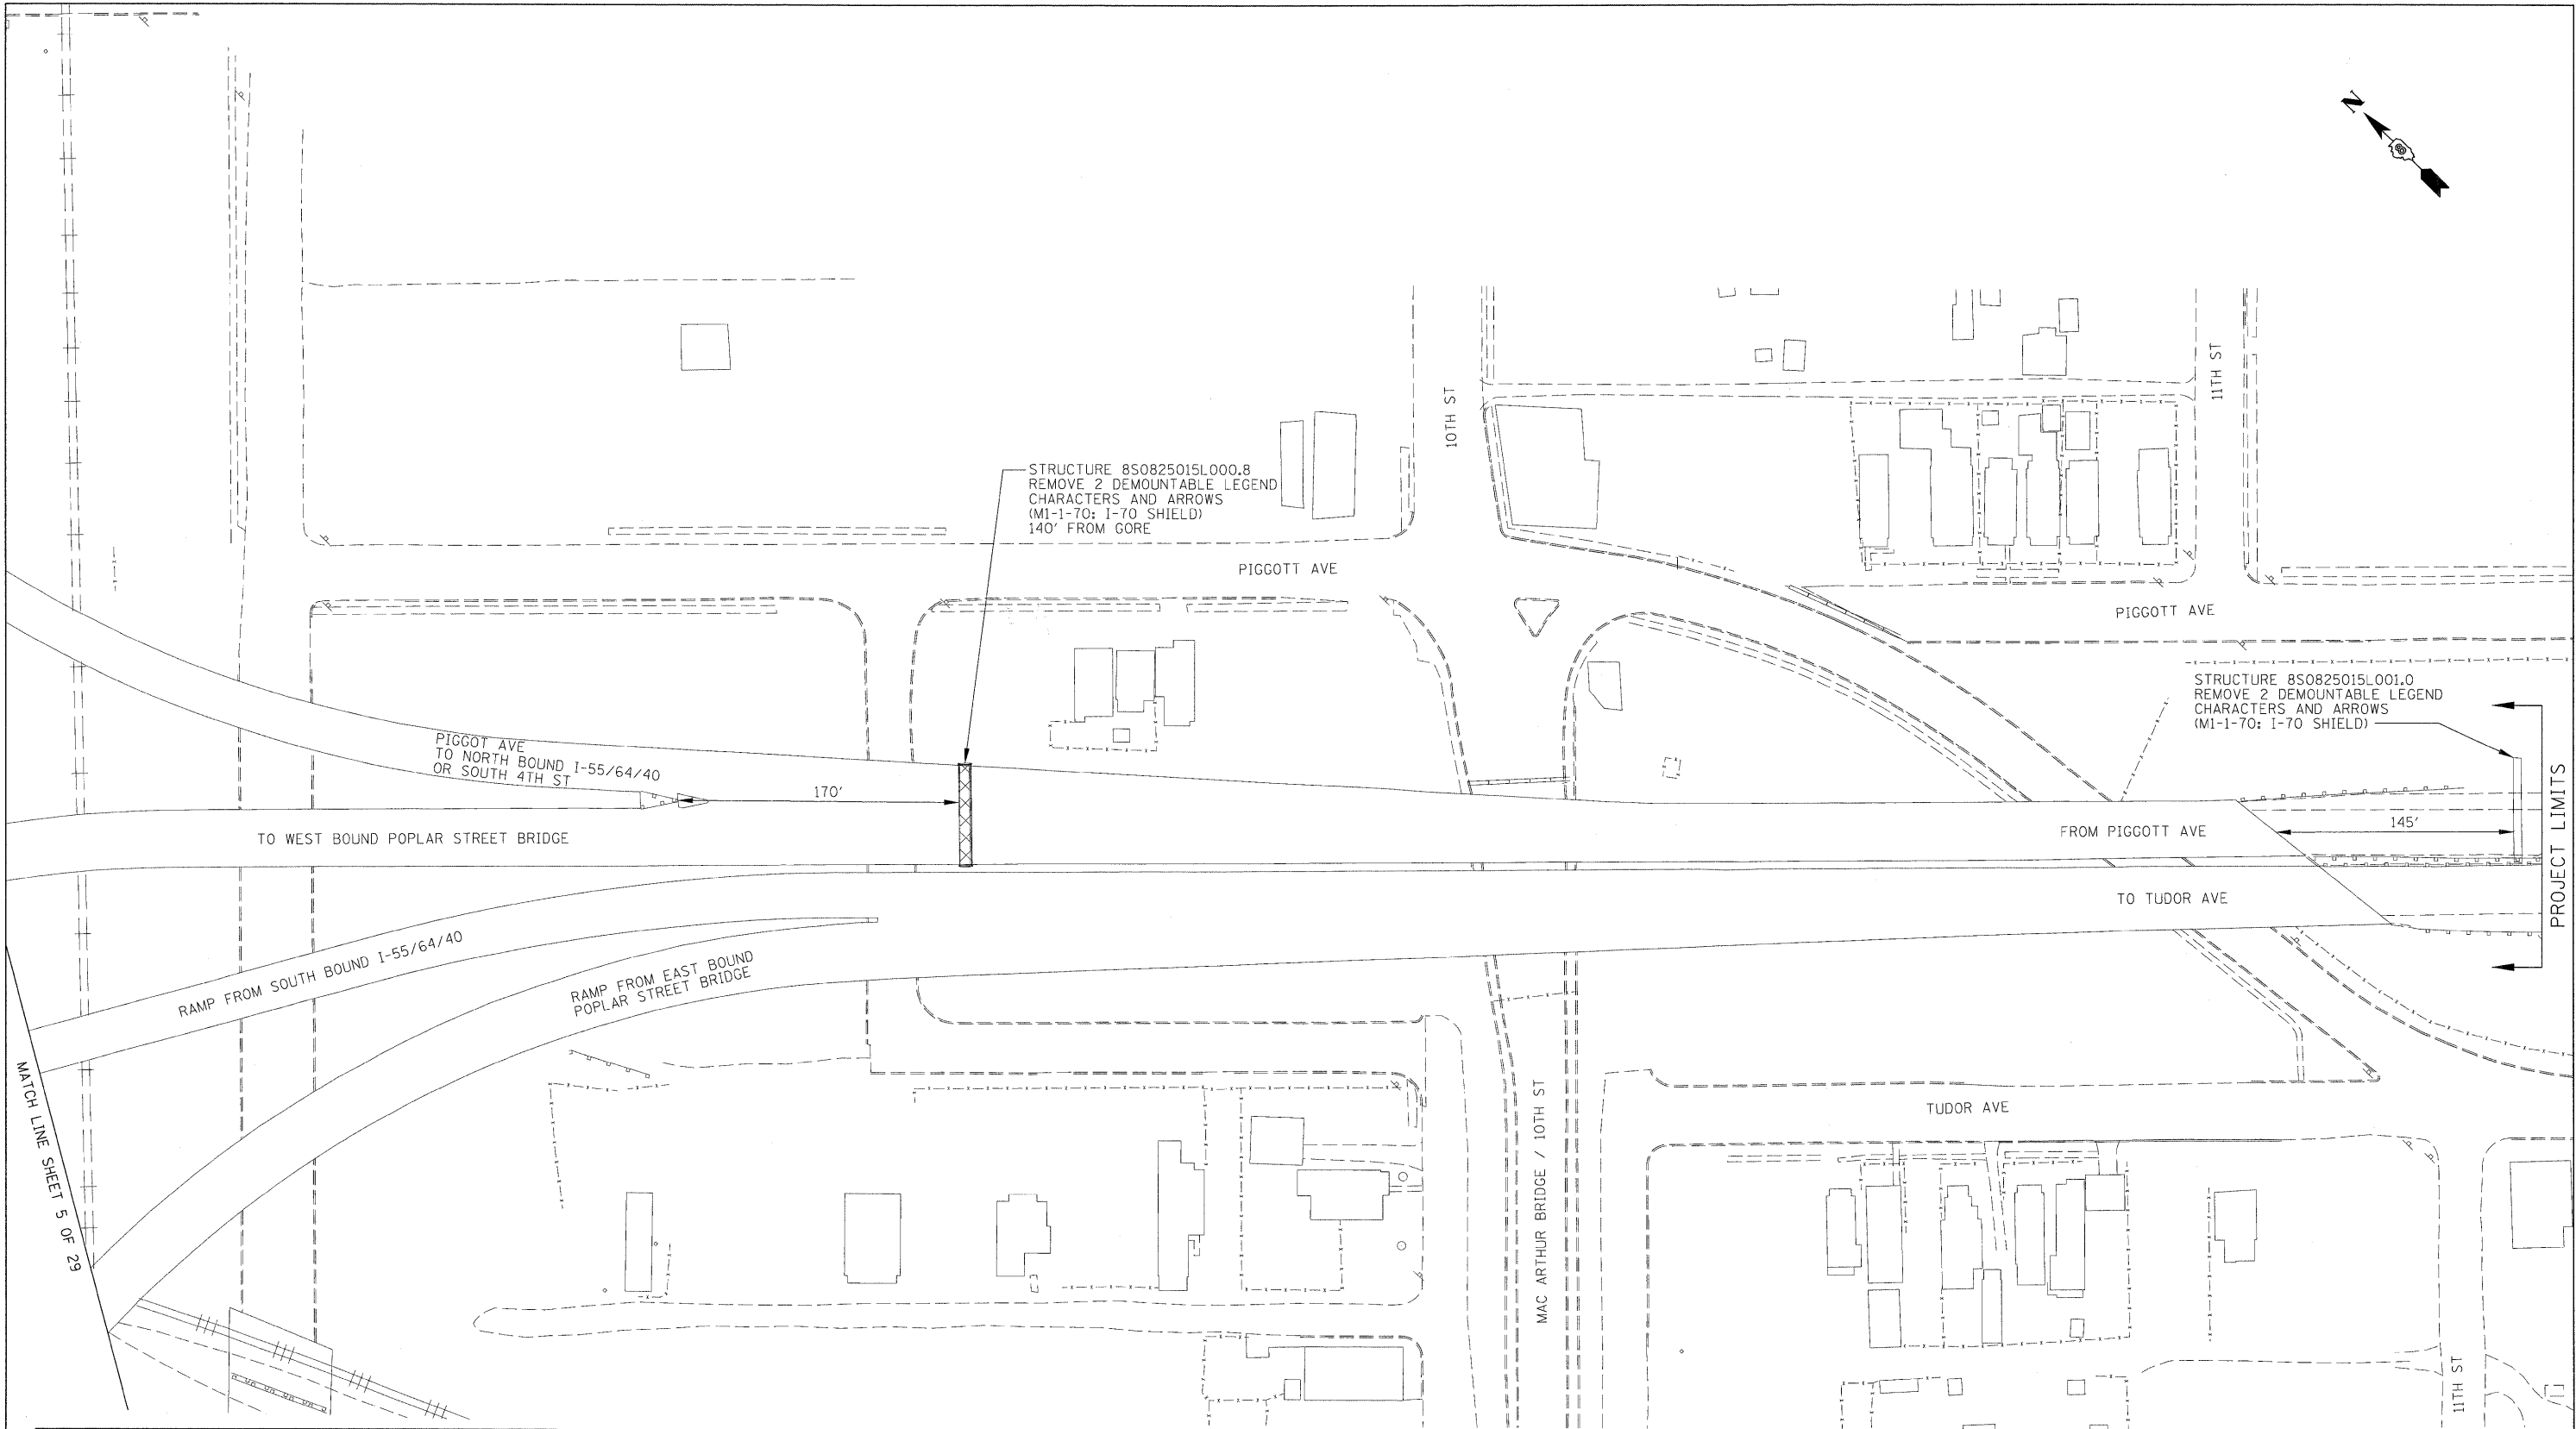 N
10TH ST
11TH ST
STRUCTURE 8S0825015L000.8
REMOVE 2 DEMOUNTABLE LEGEND
CHARACTERS AND ARROWS
(M1-1-70: I-70 SHIELD)
140' FROM GORE
PIGGOTT AVE
PIGGOTT AVE
STRUCTURE 8S0825015L001.0
REMOVE 2 DEMOUNTABLE LEGEND
CHARACTERS AND ARROWS
(M1-1-70: I-70 SHIELD)
PIGGOT AVE
TO NORTH BOUND I-55/64/40
OR SOUTH 4TH ST
170'
145'
TO WEST BOUND POPLAR STREET BRIDGE
FROM PIGGOTT AVE
PROJECT LIMITS
TO TUDOR AVE
RAMP FROM SOUTH BOUND I-55/64/40
RAMP FROM EAST BOUND
POPLAR STREET BRIDGE
MATCH LINE SHEET 5 OF 29
TUDOR AVE
MAC ARTHUR BRIDGE / 10TH ST
11TH ST